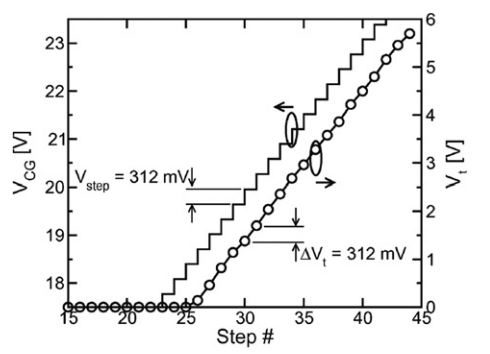 23
22
21
20
19
18
V_CG [V]
6
5
4
3
2
1
0
V_t [V]
V_step = 312 mV
ΔV_t = 312 mV
15 20 25 30 35 40 45
Step #